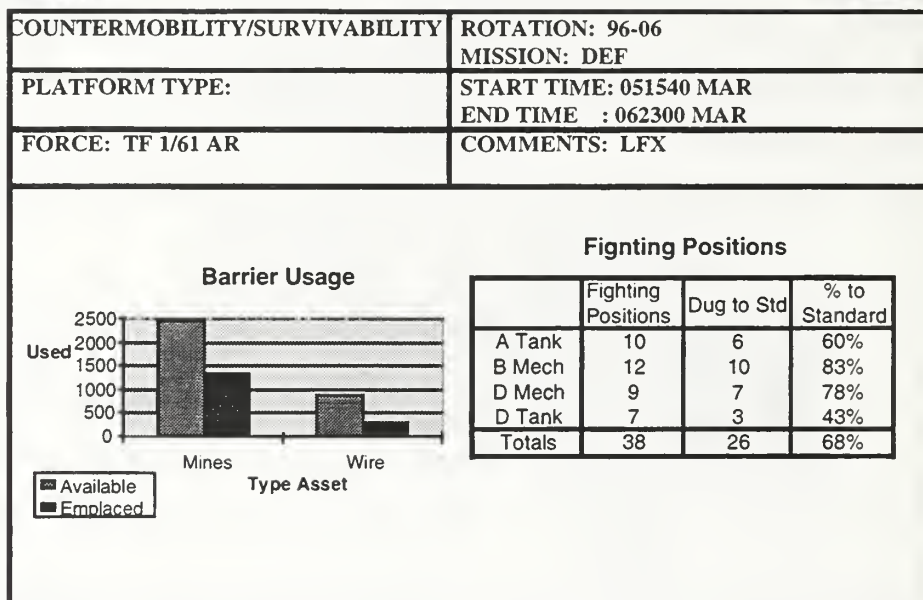 COUNTERMOBILITY/SURVIVABILITY
ROTATION: 96-06
MISSION: DEF
PLATFORM TYPE:
START TIME: 051540 MAR
END TIME : 062300 MAR
FORCE: TF 1/61 AR
COMMENTS: LFX
Barrier Usage
2500
Used 2000
1500
1000
500
0
Mines Wire
Type Asset
Available
Emplaced
Fignting Positions
Fighting Positions Dug to Std % to Standard
A Tank 10 6 60%
B Mech 12 10 83%
D Mech 9 7 78%
D Tank 7 3 43%
Totals 38 26 68%